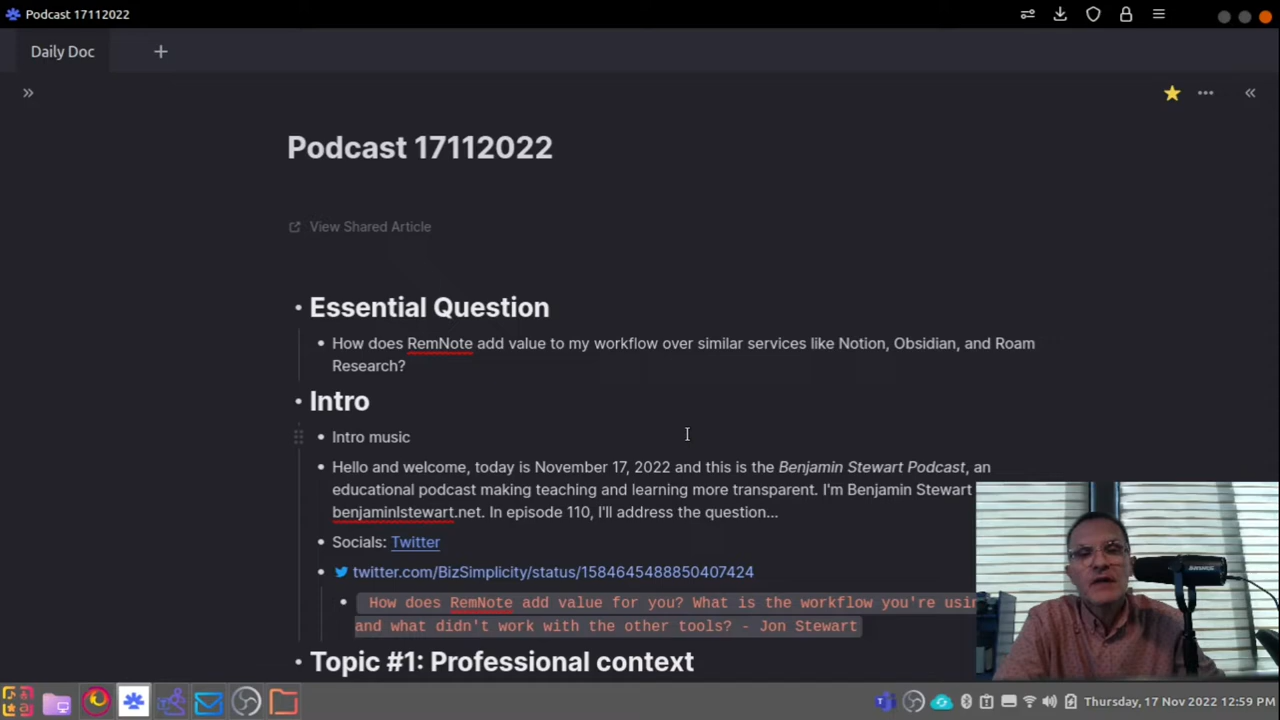 Podcast 17112022
Daily Doc
Podcast 17112022
View Shared Article
Essential Question
How does RemNote add value to my workflow over similar services like Notion, Obsidian, and Roam
Research?
Intro
Intro music
Hello and welcome, today is November 17, 2022 and this is the Benjamin Stewart Podcast, an
educational podcast making teaching and learning more transparent. I'm Benjamin Stewart
benjaminlstewart.net. In episode 110, I'll address the question...
Socials: Twitter
twitter.com/BizSimplicity/status/1584645488850407424
How does RemNote add value for you? What is the workflow you're usin
and what didn't work with the other tools? - Jon Stewart
Topic #1: Professional context
Thursday, 17 Nov 2022 12:59 PM